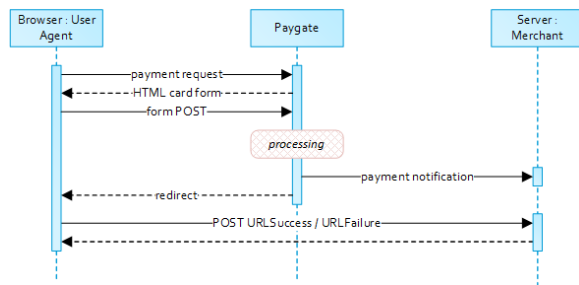 Browser : User
Agent
Paygate
Server :
Merchant
payment request
HTML card form
form POST
processing
payment notification
redirect
POST URLSuccess / URLFailure